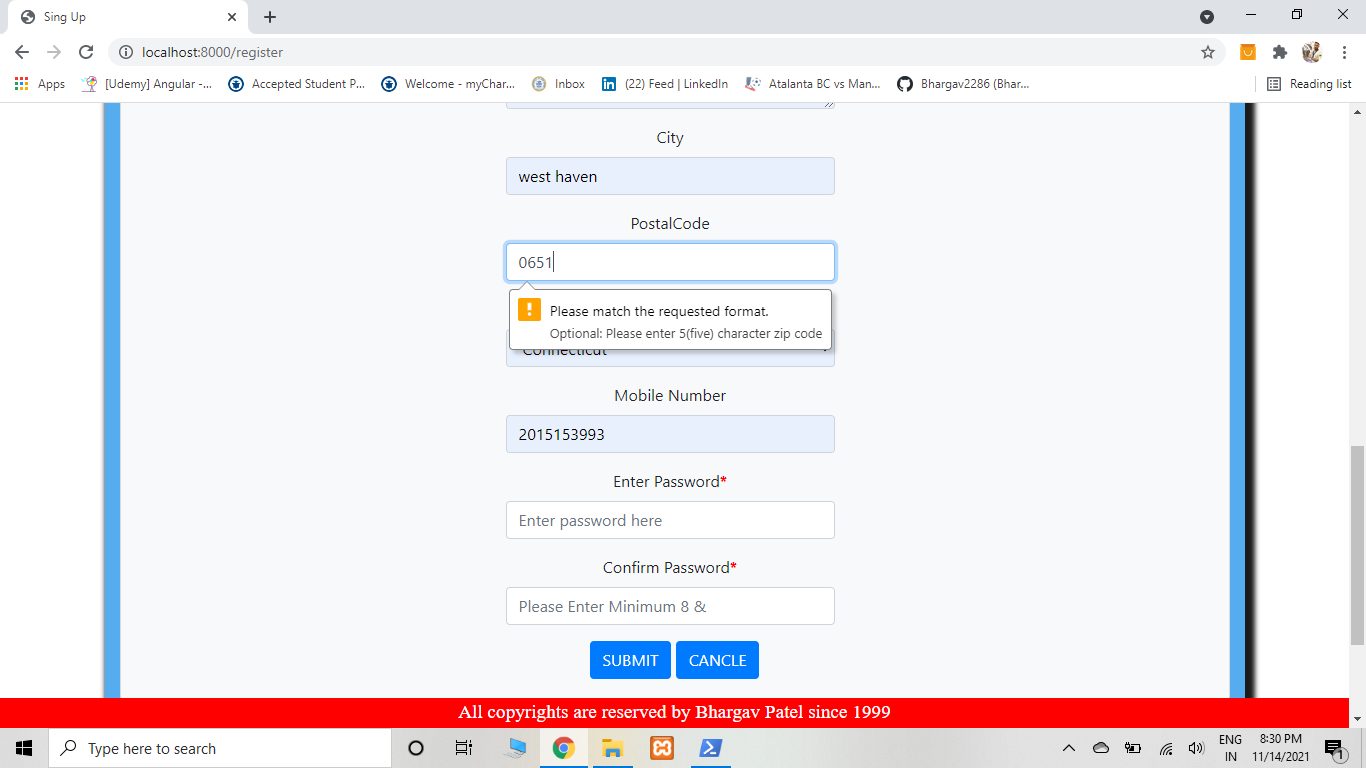 Sing Up
localhost:8000/register
Apps
[Udemy] Angular -...
Accepted Student P...
Welcome - myChar...
Inbox
(22) Feed | LinkedIn
Atalanta BC vs Man...
Bhargav2286 (Bhar...
Reading list
City
west haven
PostalCode
0651
Please match the requested format.
Optional: Please enter 5(five) character zip code
Connecticut
Mobile Number
2015153993
Enter Password*
Enter password here
Confirm Password*
Please Enter Minimum 8 &
SUBMIT CANCLE
All copyrights are reserved by Bhargav Patel since 1999
Type here to search
ENG
IN
8:30 PM
11/14/2021
1